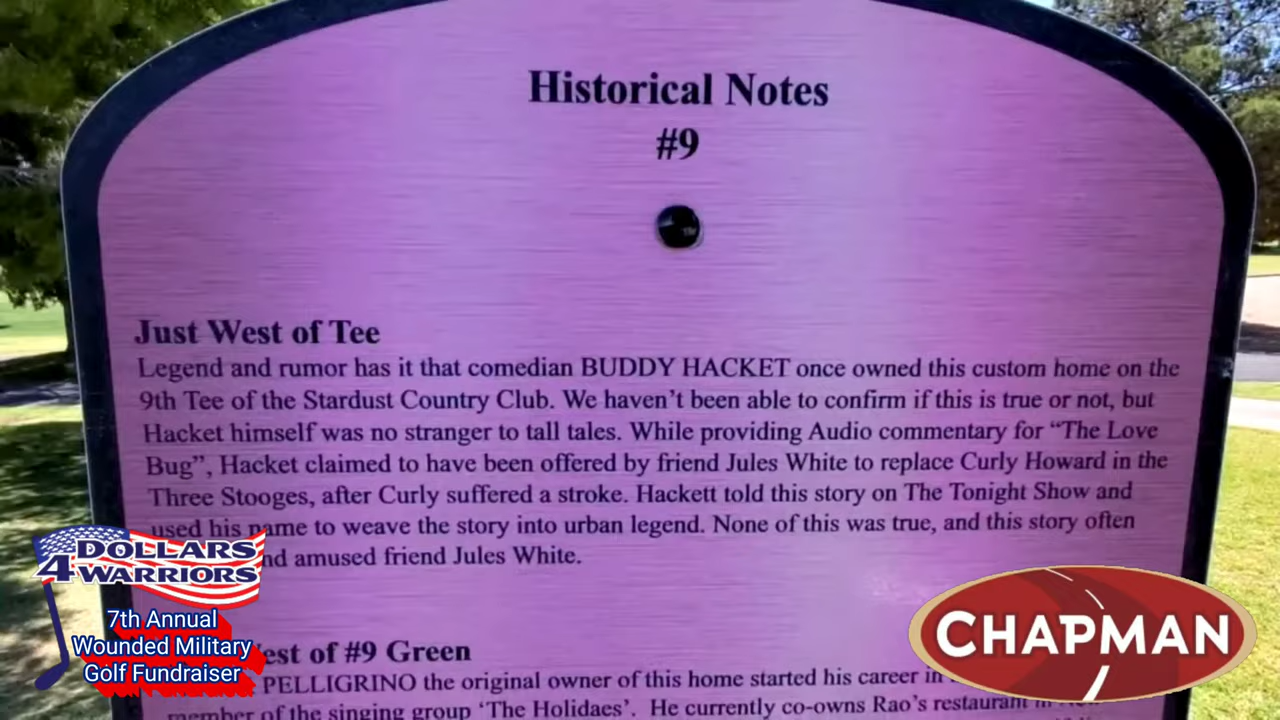 Historical Notes
#9
Just West of Tee
Legend and rumor has it that comedian BUDDY HACKET once owned this custom home on the
9th Tee of the Stardust Country Club. We haven't been able to confirm if this is true or not, but
Hacket himself was no stranger to tall tales. While providing Audio commentary for “The Love
Bug”, Hacket claimed to have been offered by friend Jules White to replace Curly Howard in the
Three Stooges, after Curly suffered a stroke. Hackett told this story on The Tonight Show and
used his name to weave the story into urban legend. None of this was true, and this story often
nd amused friend Jules White.
est of #9 Green
PELLIGRINO the original owner of this home started his career in
member of the singing group ‘The Holidaes’. He currently co-owns Rao's restaurant in
DOLLARS
4 WARRIORS
7th Annual
Wounded Military
Golf Fundraiser
CHAPMAN